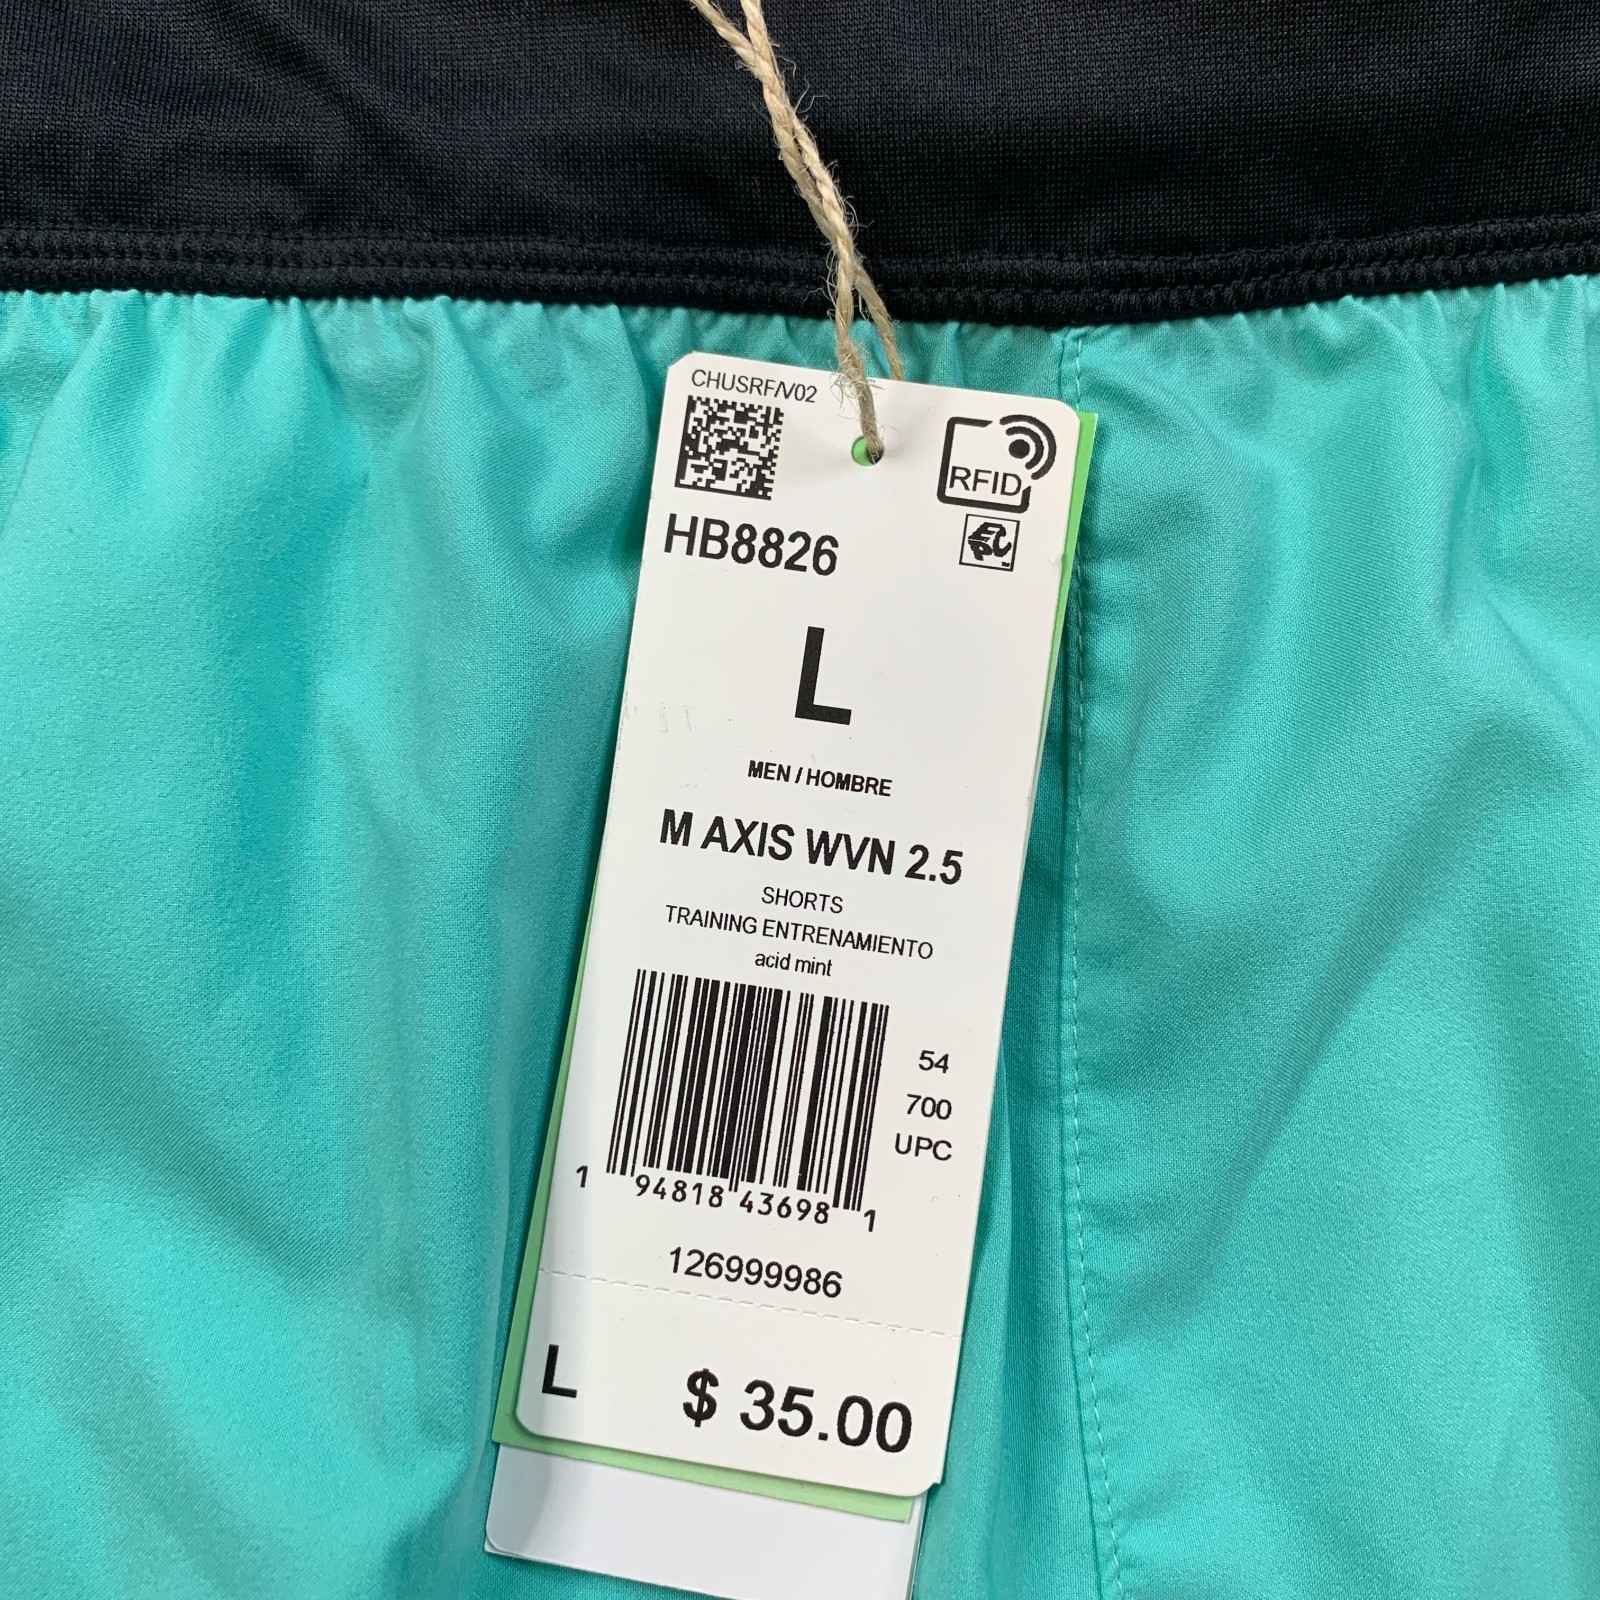 CHUSRF/V02
RFID
EPC
HB8826
L
MEN / HOMBRE
M AXIS WVN 2.5
SHORTS
TRAINING ENTRENAMIENTO
acid mint
54
700
UPC
1 94818 43698 1
126999986
L $ 35.00